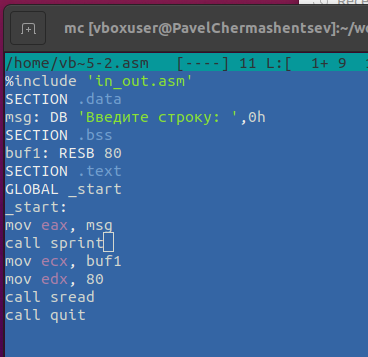 mc [vboxuser@PavelChermashentsev]:~/wo
/home/vb~5-2.asm [----] 11 L:[ 1+ 9
%include 'in_out.asm'
SECTION .data
msg: DB 'Введите строку: ',0h
SECTION .bss
buf1: RESB 80
SECTION .text
GLOBAL _start
_start:
mov eax, msg
call sprint
mov ecx, buf1
mov edx, 80
call sread
call quit